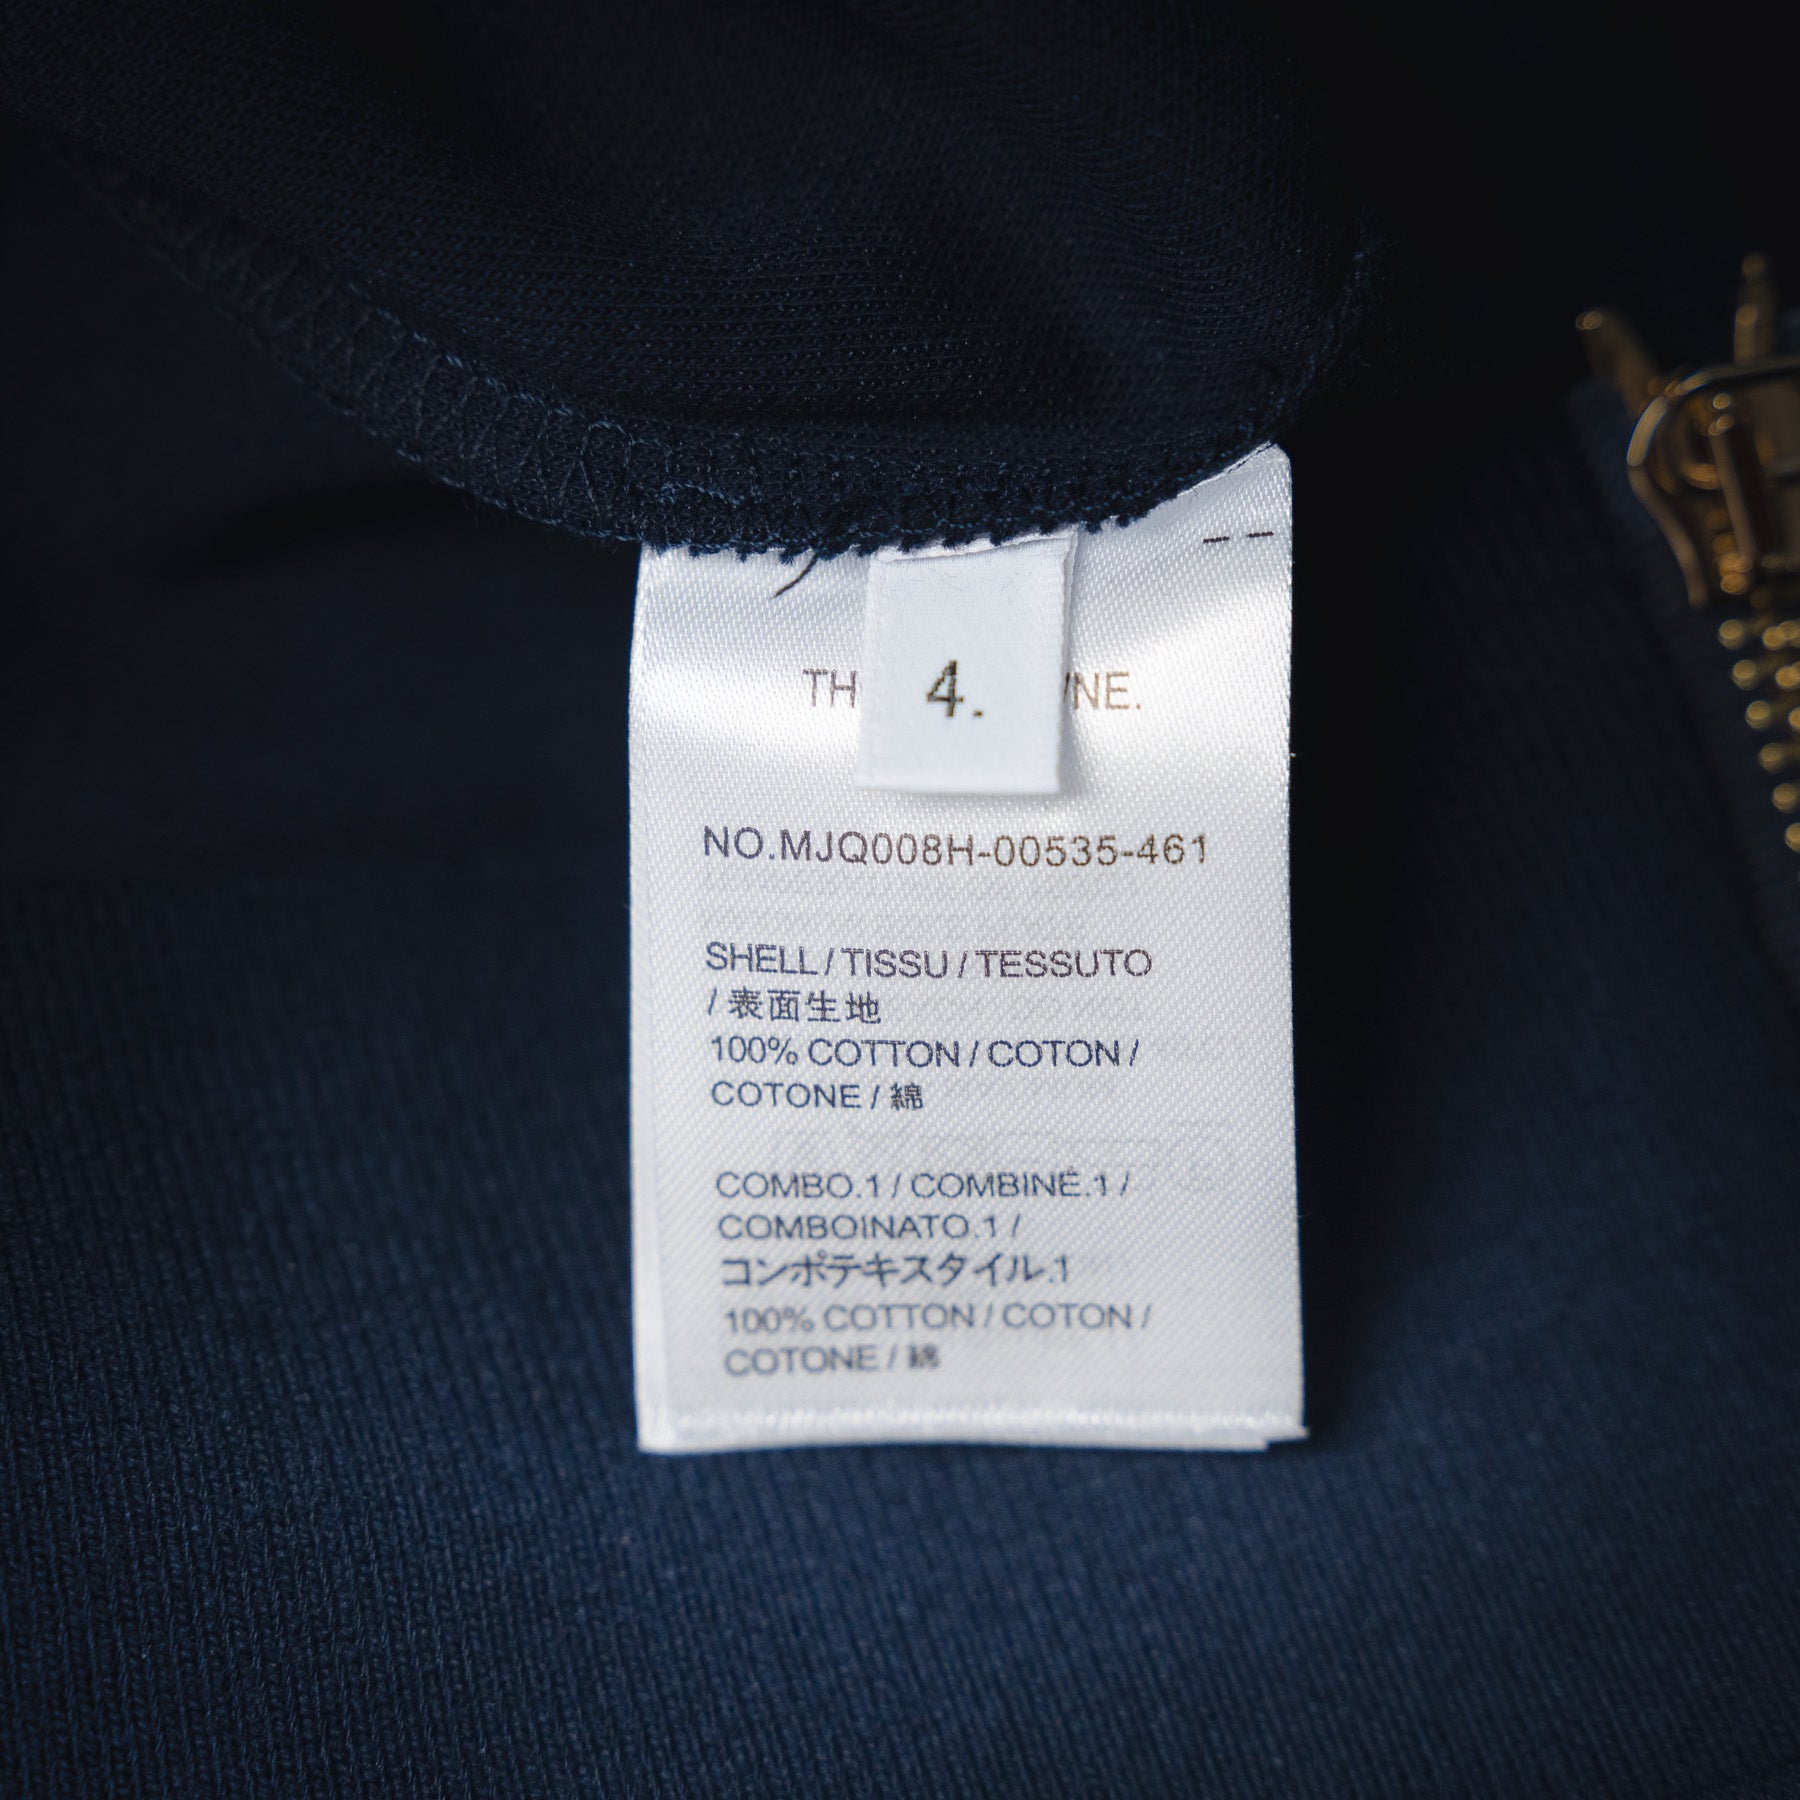 4.
NO.MJQ008H-00535-461
SHELL / TISSU / TESSUTO
/ 表面生地
100% COTTON / COTON /
COTONE / 綿
COMBO.1 / COMBINÉ.1 /
COMBOINATO.1 /
コンポテキスタイル.1
100% COTTON / COTON /
COTONE / 綿